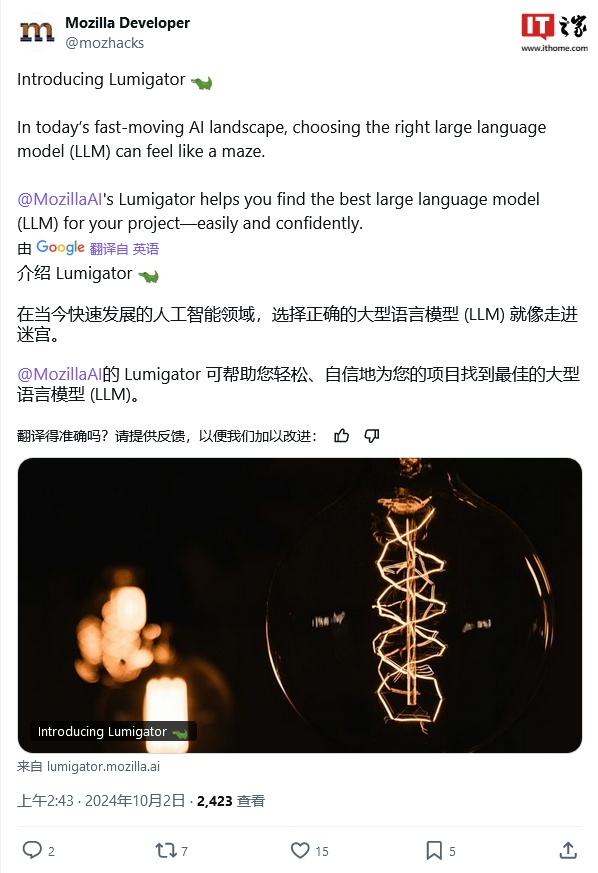 Mozilla Developer
@mozhacks
IT之家
www.ithome.com
Introducing Lumigator 🐊
In today's fast-moving AI landscape, choosing the right large language
model (LLM) can feel like a maze.
@MozillaAI's Lumigator helps you find the best large language model
(LLM) for your project—easily and confidently.
由 Google 翻译自 英语
介绍 Lumigator 🐊
在当今快速发展的人工智能领域，选择正确的大型语言模型 (LLM) 就像走进
迷宫。
@MozillaAI的 Lumigator 可帮助您轻松、自信地为您的项目找到最佳的大型
语言模型 (LLM)。
翻译得准确吗？请提供反馈，以便我们加以改进：
Introducing Lumigator 🐊
来自 lumigator.mozilla.ai
上午2:43 · 2024年10月2日 · 2,423 查看
2 7 15 5